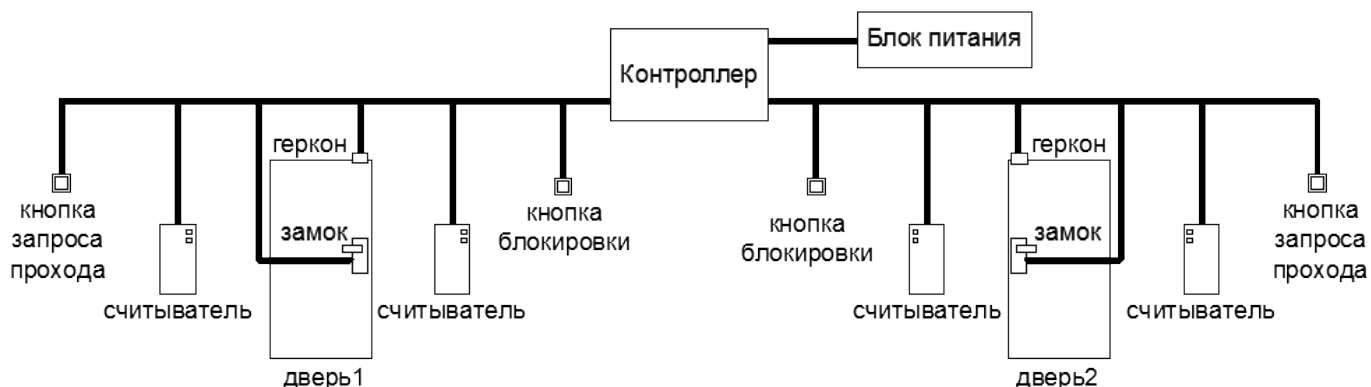 Блок питания
Контроллер
геркон
геркон
кнопка
запроса
прохода
замок
кнопка
блокировки
кнопка
блокировки
замок
кнопка
запроса
прохода
считыватель
считыватель
считыватель
считыватель
дверь1
дверь2